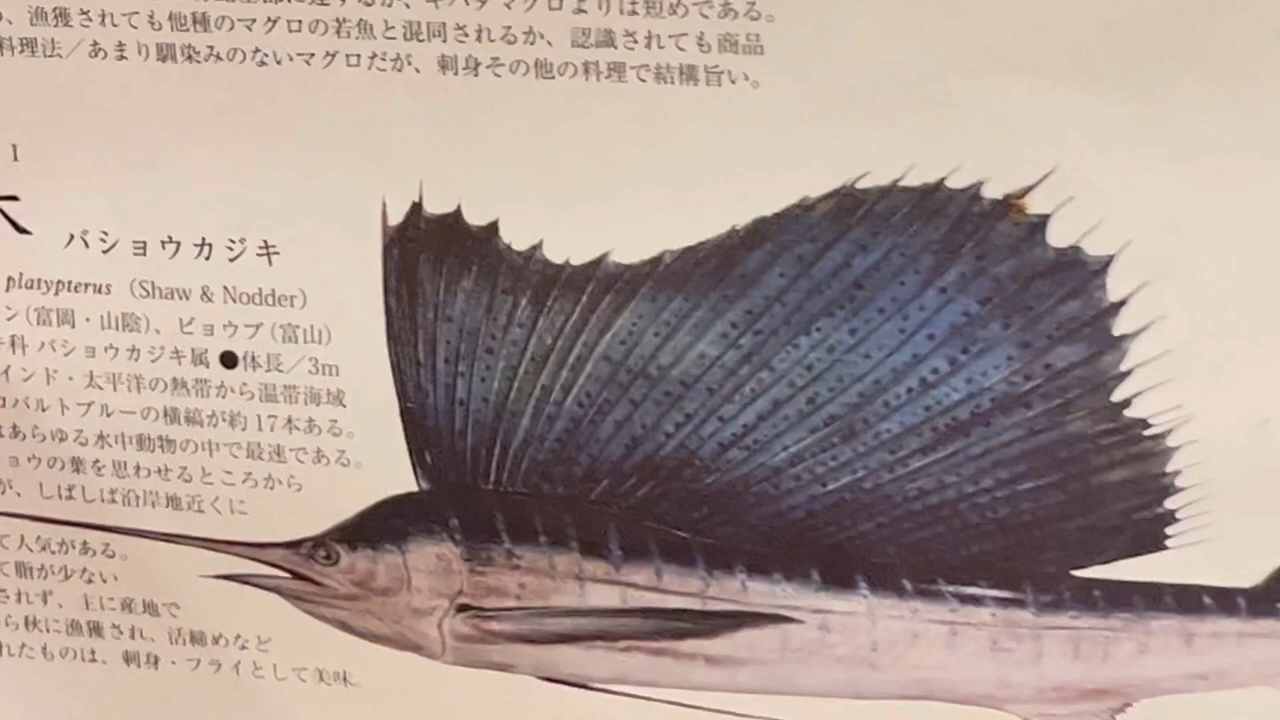 、漁獲されても他種のマグロの若魚と混同されるか、認識されても商品
料理法／あまり馴染みのないマグロだが、刺身その他の料理で結構旨い。
I
バショウカジキ
platypterus (Shaw & Nodder)
ン(富岡・山陰)、ビョウブ(富山)
科 バショウカジキ属 ●体長／3m
インド・太平洋の熱帯から温帯海域
コバルトブルーの横縞が約17本ある。
はあらゆる水中動物の中で最速である。
ョウの葉を思わせるところから
が、しばしば沿岸地近くに
て人気がある。
て脂が少ない
されず、主に産地で
ら秋に漁獲され、活締めなど
れたものは、刺身・フライとして美味。